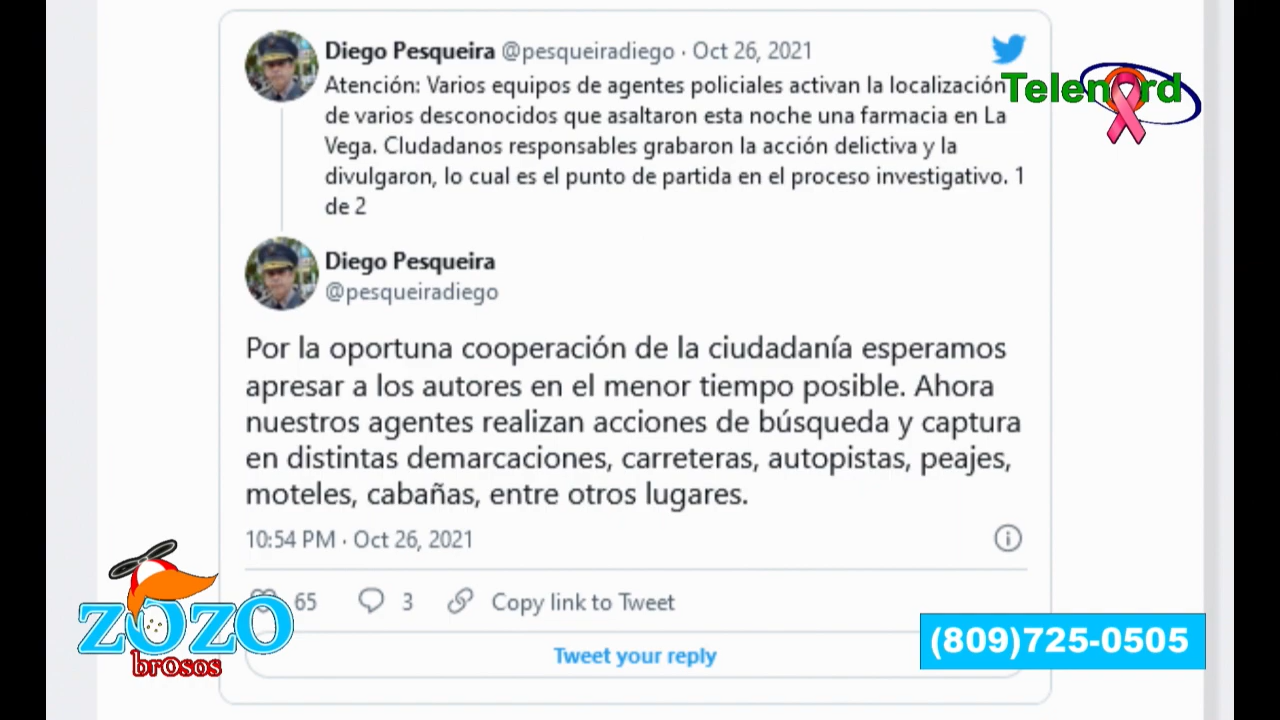 Diego Pesqueira @pesqueiradiego · Oct 26, 2021
Atención: Varios equipos de agentes policiales activan la localización
de varios desconocidos que asaltaron esta noche una farmacia en La
Vega. Cludadanos responsables grabaron la acción delictiva y la
divulgaron, lo cual es el punto de partida en el proceso investigativo. 1
de 2
Telenord
Diego Pesqueira
@pesqueiradiego
Por la oportuna cooperación de la ciudadanía esperamos
apresar a los autores en el menor tiempo posible. Ahora
nuestros agentes realizan acciones de búsqueda y captura
en distintas demarcaciones, carreteras, autopistas, peajes,
moteles, cabañas, entre otros lugares.
10:54 PM · Oct 26, 2021
65 3 Copy link to Tweet
Tweet your reply
ZOZO
brosos
(809)725-0505